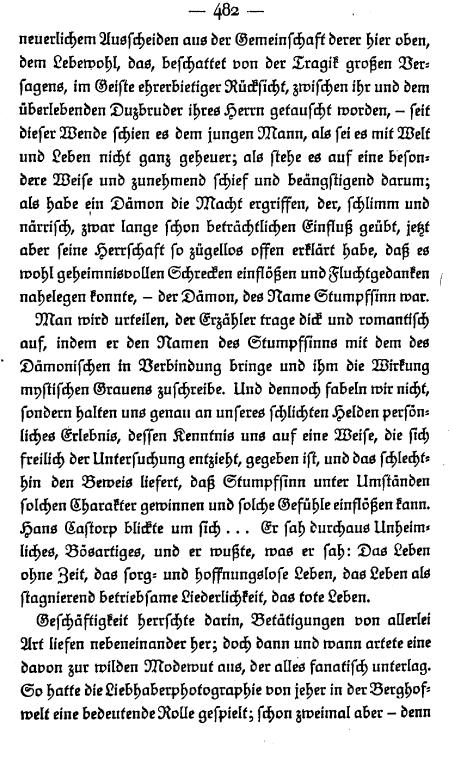 — 482 —
neuerlichem Ausscheiden aus der Gemeinschaft derer hier oben,
dem Lebewohl, das, beschattet von der Tragik großen Ver-
sagens, im Geiste ehrerbietiger Rücksicht, zwischen ihr und dem
überlebenden Duzbruder ihres Herrn getauscht worden, – seit
dieser Wende schien es dem jungen Mann, als sei es mit Welt
und Leben nicht ganz geheuer; als stehe es auf eine beson-
dere Weise und zunehmend schief und beängstigend darum;
als habe ein Dämon die Macht ergriffen, der, schlimm und
närrisch, zwar lange schon beträchtlichen Einfluß geübt, jetzt
aber seine Herrschaft so zügellos offen erklärt habe, daß es
wohl geheimnisvollen Schrecken einflößen und Fluchtgedanken
nahelegen konnte, – der Dämon, des Name Stumpfsinn war.
Man wird urteilen, der Erzähler trage dick und romantisch
auf, indem er den Namen des Stumpfsinns mit dem des
Dämonischen in Verbindung bringe und ihm die Wirkung
mystischen Grauens zuschreibe. Und dennoch fabeln wir nicht,
sondern halten uns genau an unseres schlichten Helden persön-
liches Erlebnis, dessen Kenntnis uns auf eine Weise, die sich
freilich der Untersuchung entzieht, gegeben ist, und das schlecht-
hin den Beweis liefert, daß Stumpfsinn unter Umständen
solchen Charakter gewinnen und solche Gefühle einflößen kann.
Hans Castorp blickte um sich ... Er sah durchaus Unheim-
liches, Bösartiges, und er wußte, was er sah: Das Leben
ohne Zeit, das sorg- und hoffnungslose Leben, das Leben als
stagnierend betriebsame Liederlichkeit, das tote Leben.
Geschäftigkeit herrschte darin, Betätigungen von allerlei
Art liefen nebeneinander her; doch dann und wann artete eine
davon zur wilden Modewut aus, der alles fanatisch unterlag.
So hatte die Liebhaberphotographie von jeher in der Berghof-
welt eine bedeutende Rolle gespielt; schon zweimal aber – denn